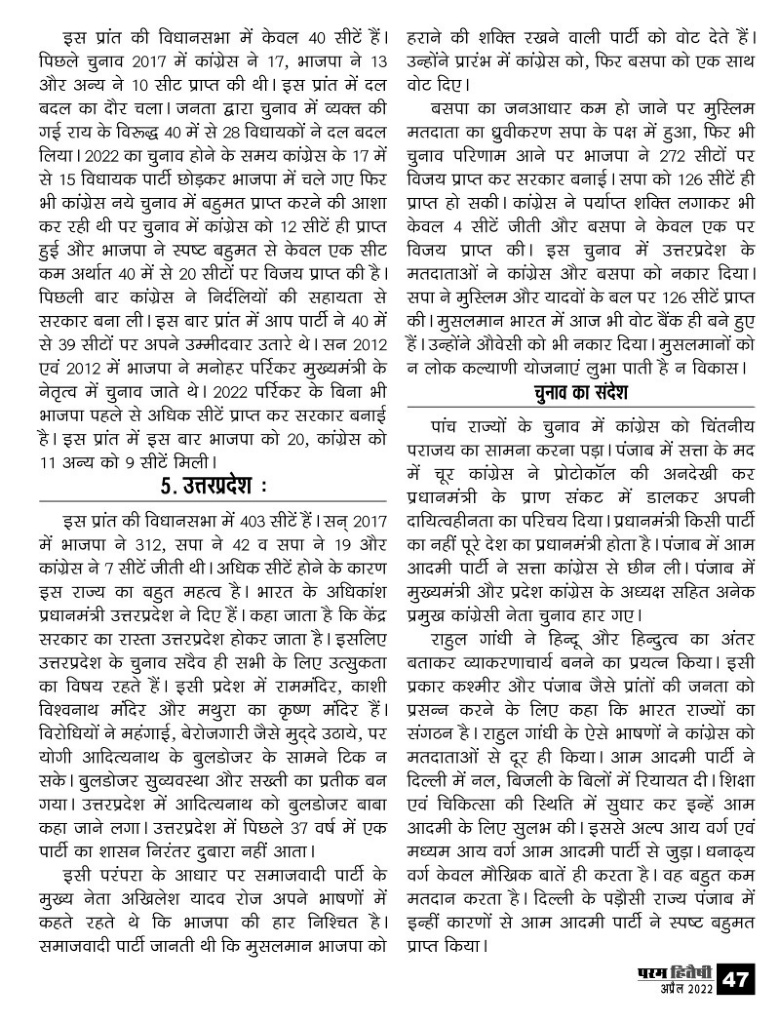 इस प्रांत की विधानसभा में केवल 40 सीटें हैं।
पिछले चुनाव 2017 में कांग्रेस ने 17, भाजपा ने 13
और अन्य ने 10 सीट प्राप्त की थी। इस प्रांत में दल
बदल का दौर चला। जनता द्वारा चुनाव में व्यक्त की
गई राय के विरूद्ध 40 में से 28 विधायकों ने दल बदल
लिया। 2022 का चुनाव होने के समय कांग्रेस के 17 में
से 15 विधायक पार्टी छोड़कर भाजपा में चले गए फिर
भी कांग्रेस नये चुनाव में बहुमत प्राप्त करने की आशा
कर रही थी पर चुनाव में कांग्रेस को 12 सीटें ही प्राप्त
हुई और भाजपा ने स्पष्ट बहुमत से केवल एक सीट
कम अर्थात 40 में से 20 सीटों पर विजय प्राप्त की है।
पिछली बार कांग्रेस ने निर्दलियों की सहायता से
सरकार बना ली। इस बार प्रांत में आप पार्टी ने 40 में
से 39 सीटों पर अपने उम्मीदवार उतारे थे। सन 2012
एवं 2012 में भाजपा ने मनोहर पर्रिकर मुख्यमंत्री के
नेतृत्व में चुनाव जाते थे। 2022 पर्रिकर के बिना भी
भाजपा पहले से अधिक सीटें प्राप्त कर सरकार बनाई
है। इस प्रांत में इस बार भाजपा को 20, कांग्रेस को
11 अन्य को 9 सीटें मिली।
5. उत्तरप्रदेश :
इस प्रांत की विधानसभा में 403 सीटें हैं। सन् 2017
में भाजपा ने 312, सपा ने 42 व सपा ने 19 और
कांग्रेस ने 7 सीटें जीती थी। अधिक सीटें होने के कारण
इस राज्य का बहुत महत्व है। भारत के अधिकांश
प्रधानमंत्री उत्तरप्रदेश ने दिए हैं। कहा जाता है कि केंद्र
सरकार का रास्ता उत्तरप्रदेश होकर जाता है। इसलिए
उत्तरप्रदेश के चुनाव सदैव ही सभी के लिए उत्सुकता
का विषय रहते हैं। इसी प्रदेश में राममंदिर, काशी
विश्वनाथ मंदिर और मथुरा का कृष्ण मंदिर हैं।
विरोधियों ने महंगाई, बेरोजगारी जैसे मुद्दे उठाये, पर
योगी आदित्यनाथ के बुलडोजर के सामने टिक न
सके। बुलडोजर सुव्यवस्था और सख्ती का प्रतीक बन
गया। उत्तरप्रदेश में आदित्यनाथ को बुलडोजर बाबा
कहा जाने लगा। उत्तरप्रदेश में पिछले 37 वर्ष में एक
पार्टी का शासन निरंतर दुबारा नहीं आता।
इसी परंपरा के आधार पर समाजवादी पार्टी के
मुख्य नेता अखिलेश यादव रोज अपने भाषणों में
कहते रहते थे कि भाजपा की हार निश्चित है।
समाजवादी पार्टी जानती थी कि मुसलमान भाजपा को
हराने की शक्ति रखने वाली पार्टी को वोट देते हैं।
उन्होंने प्रारंभ में कांग्रेस को, फिर बसपा को एक साथ
वोट दिए।
बसपा का जनआधार कम हो जाने पर मुस्लिम
मतदाता का ध्रुवीकरण सपा के पक्ष में हुआ, फिर भी
चुनाव परिणाम आने पर भाजपा ने 272 सीटों पर
विजय प्राप्त कर सरकार बनाई। सपा को 126 सीटें ही
प्राप्त हो सकी। कांग्रेस ने पर्याप्त शक्ति लगाकर भी
केवल 4 सीटें जीती और बसपा ने केवल एक पर
विजय प्राप्त की। इस चुनाव में उत्तरप्रदेश के
मतदाताओं ने कांग्रेस और बसपा को नकार दिया।
सपा ने मुस्लिम और यादवों के बल पर 126 सीटें प्राप्त
की। मुसलमान भारत में आज भी वोट बैंक ही बने हुए
हैं। उन्होंने औवेसी को भी नकार दिया। मुसलमानों को
न लोक कल्याणी योजनाएं लुभा पाती है न विकास।
चुनाव का संदेश
पांच राज्यों के चुनाव में कांग्रेस को चिंतनीय
पराजय का सामना करना पड़ा। पंजाब में सत्ता के मद
में चूर कांग्रेस ने प्रोटोकॉल की अनदेखी कर
प्रधानमंत्री के प्राण संकट में डालकर अपनी
दायित्वहीनता का परिचय दिया। प्रधानमंत्री किसी पार्टी
का नहीं पूरे देश का प्रधानमंत्री होता है। पंजाब में आम
आदमी पार्टी ने सत्ता कांग्रेस से छीन ली। पंजाब में
मुख्यमंत्री और प्रदेश कांग्रेस के अध्यक्ष सहित अनेक
प्रमुख कांग्रेसी नेता चुनाव हार गए।
राहुल गांधी ने हिन्दू और हिन्दुत्व का अंतर
बताकर व्याकरणाचार्य बनने का प्रयत्न किया। इसी
प्रकार कश्मीर और पंजाब जैसे प्रांतों की जनता को
प्रसन्न करने के लिए कहा कि भारत राज्यों का
संगठन है। राहुल गांधी के ऐसे भाषणों ने कांग्रेस को
मतदाताओं से दूर ही किया। आम आदमी पार्टी ने
दिल्ली में नल, बिजली के बिलों में रियायत दी। शिक्षा
एवं चिकित्सा की स्थिति में सुधार कर इन्हें आम
आदमी के लिए सुलभ की। इससे अल्प आय वर्ग एवं
मध्यम आय वर्ग आम आदमी पार्टी से जुड़ा। धनाढ्य
वर्ग केवल मौखिक बातें ही करता है। वह बहुत कम
मतदान करता है। दिल्ली के पड़ौसी राज्य पंजाब में
इन्हीं कारणों से आम आदमी पार्टी ने स्पष्ट बहुमत
प्राप्त किया।
परम हितैषी
अप्रैल 2022
47